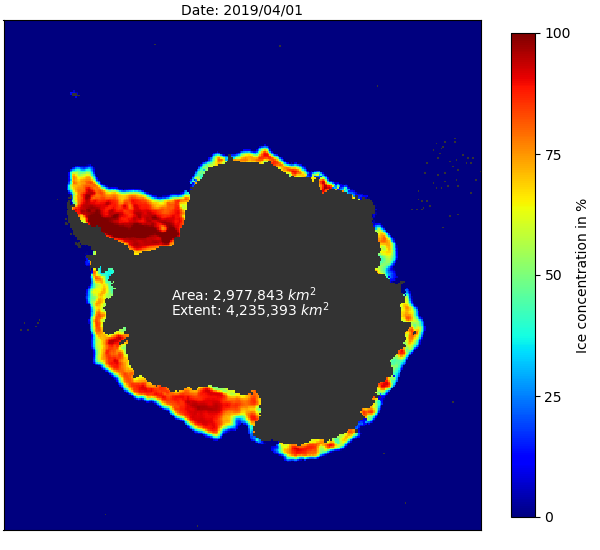 Date: 2019/04/01
100
75
50
25
0
Ice concentration in %
Area: 2,977,843 km²
Extent: 4,235,393 km²